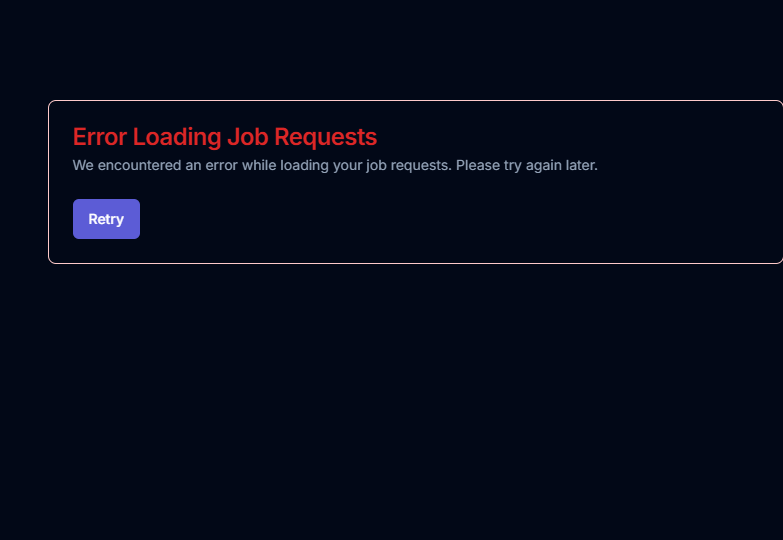 Error Loading Job Requests
We encountered an error while loading your job requests. Please try again later.
Retry